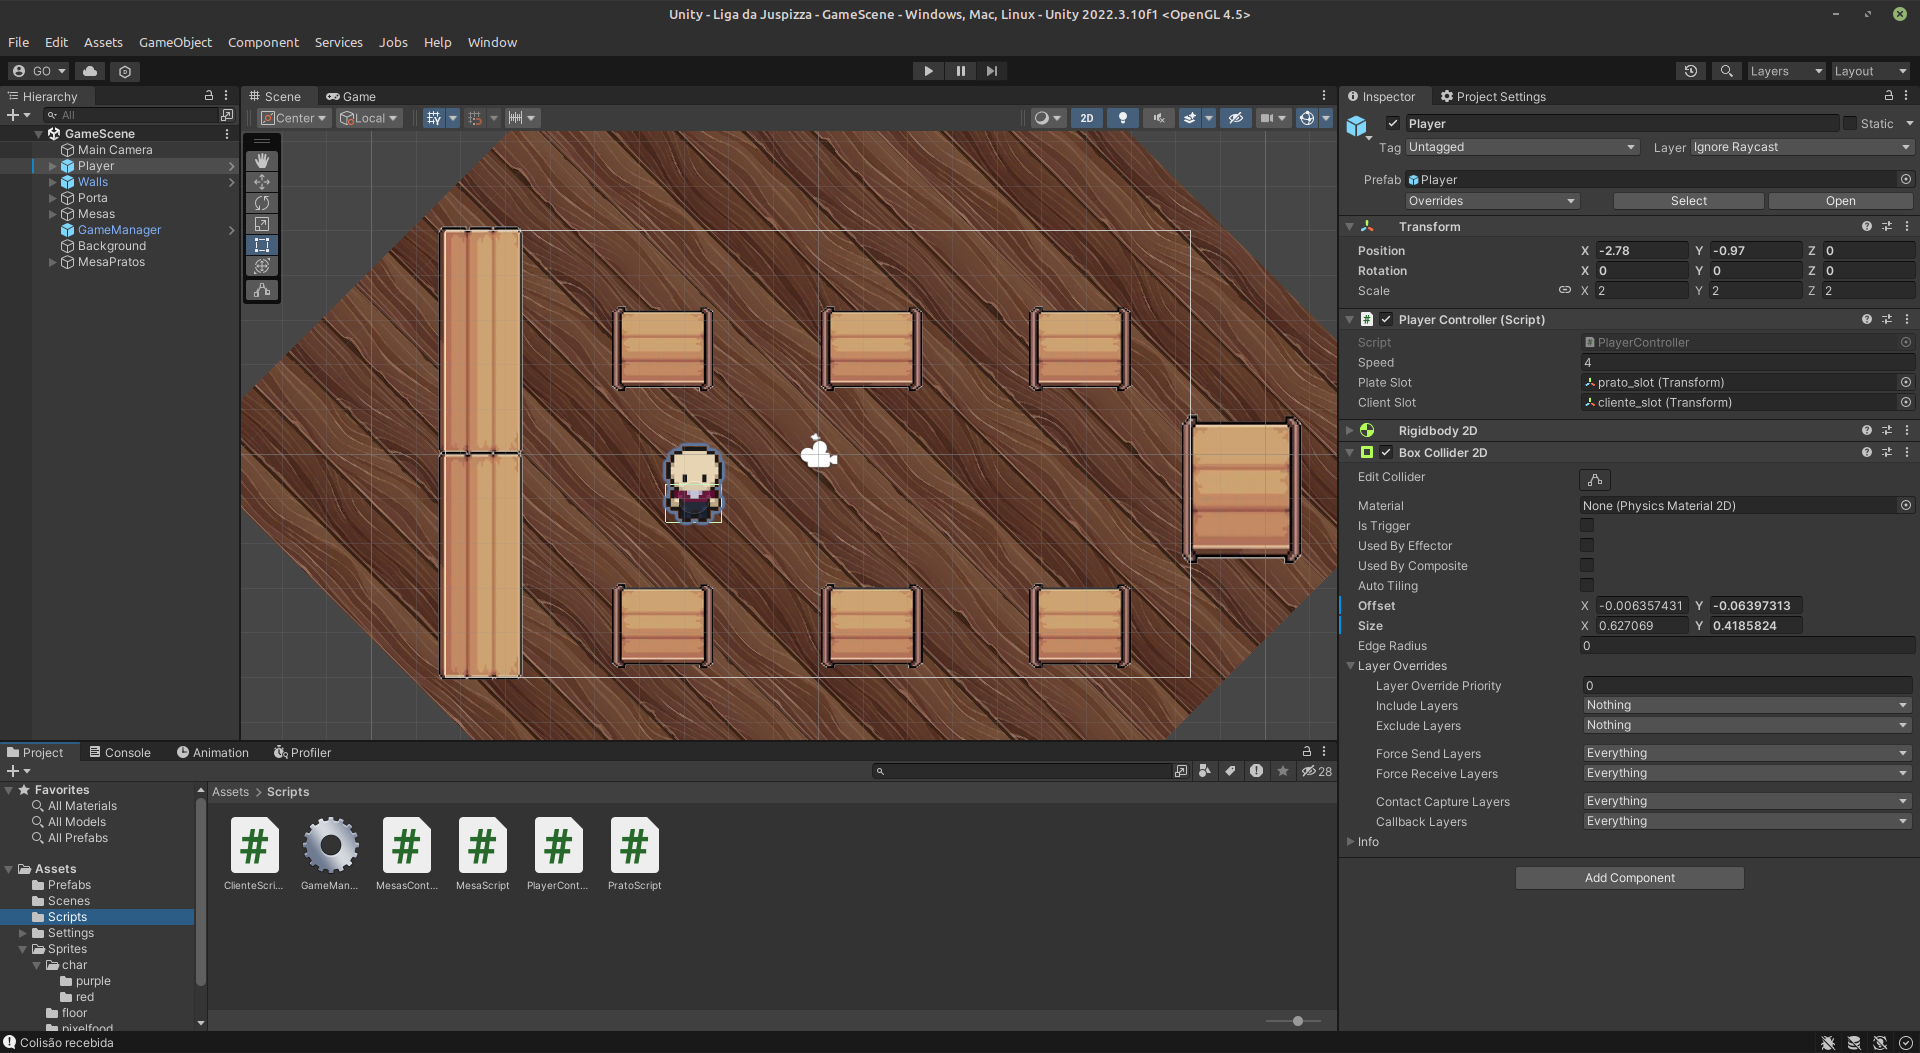 Unity - Liga da Juspizza - GameScene - Windows, Mac, Linux - Unity 2022.3.10f1 <OpenGL 4.5>
File Edit Assets GameObject Component Services Jobs Help Window
GO Layers Layout
Hierarchy
All
GameScene
Main Camera
Player
Walls
Porta
Mesas
GameManager
Background
MesaPratos
Scene Game
Center Local 2D
Inspector Project Settings
Player Static
Tag Untagged Layer Ignore Raycast
Prefab Player
Overrides Select Open
Transform
Position X -2.78 Y -0.97 Z 0
Rotation X 0 Y 0 Z 0
Scale X 2 Y 2 Z 2
# Player Controller (Script)
Script PlayerController
Speed 4
Plate Slot prato_slot (Transform)
Client Slot cliente_slot (Transform)
Rigidbody 2D
Box Collider 2D
Edit Collider
Material None (Physics Material 2D)
Is Trigger
Used By Effector
Used By Composite
Auto Tiling
Offset X -0.006357431 Y -0.06397313
Size X 0.627069 Y 0.4185824
Edge Radius 0
Layer Overrides
Layer Override Priority 0
Include Layers Nothing
Exclude Layers Nothing
Force Send Layers Everything
Force Receive Layers Everything
Contact Capture Layers Everything
Callback Layers Everything
Info
Add Component
Project Console Animation Profiler
28
Favorites
All Materials
All Models
All Prefabs
Assets
Prefabs
Scenes
Scripts
Settings
Sprites
char
purple
red
floor
pixelfood
Assets > Scripts
# # # # #
ClienteScri... GameMan... MesasCont... MesaScript PlayerCont... PratoScript
Colisão recebida